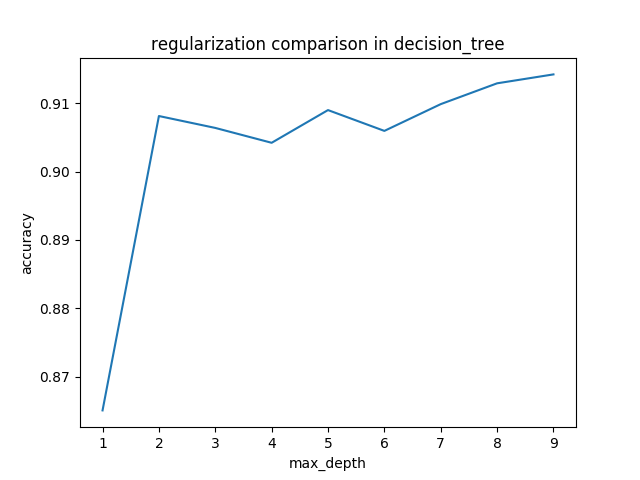 regularization comparison in decision_tree
0.91
0.90
0.89
0.88
0.87
accuracy
1 2 3 4 5 6 7 8 9
max_depth